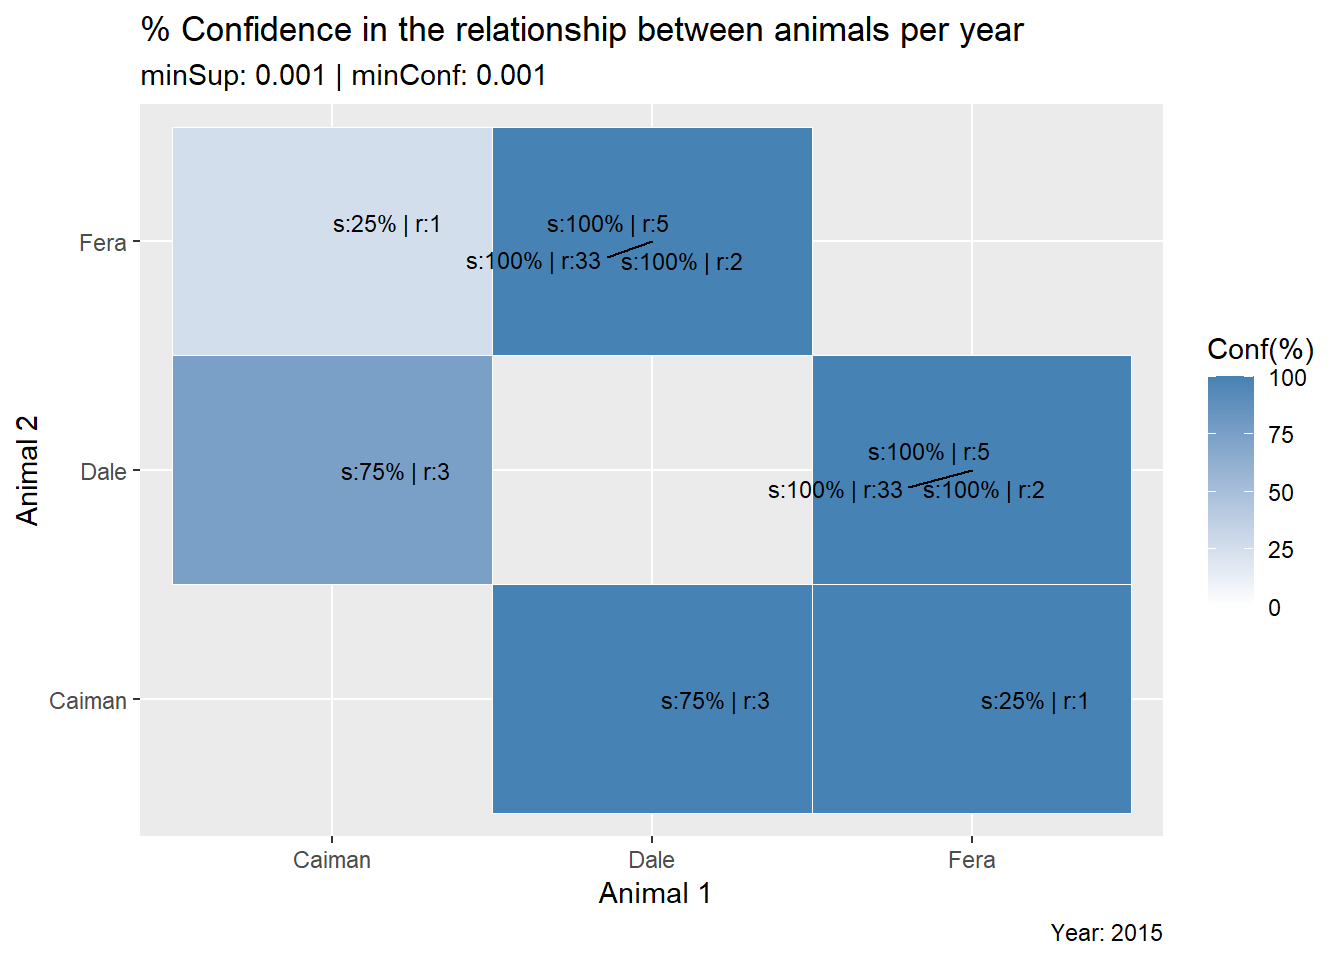 % Confidence in the relationship between animals per year
minSup: 0.001 | minConf: 0.001
Animal 2
Fera
Dale
Caiman
s:25% | r:1
s:100% | r:5
s:100% | r:33
s:100% | r:2
s:75% | r:3
s:100% | r:5
s:100% | r:33
s:100% | r:2
s:75% | r:3
s:25% | r:1
Caiman
Dale
Fera
Animal 1
Conf(%)
100
75
50
25
0
Year: 2015